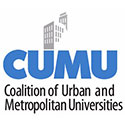 CUMU
Coalition of Urban and
Metropolitan Universities